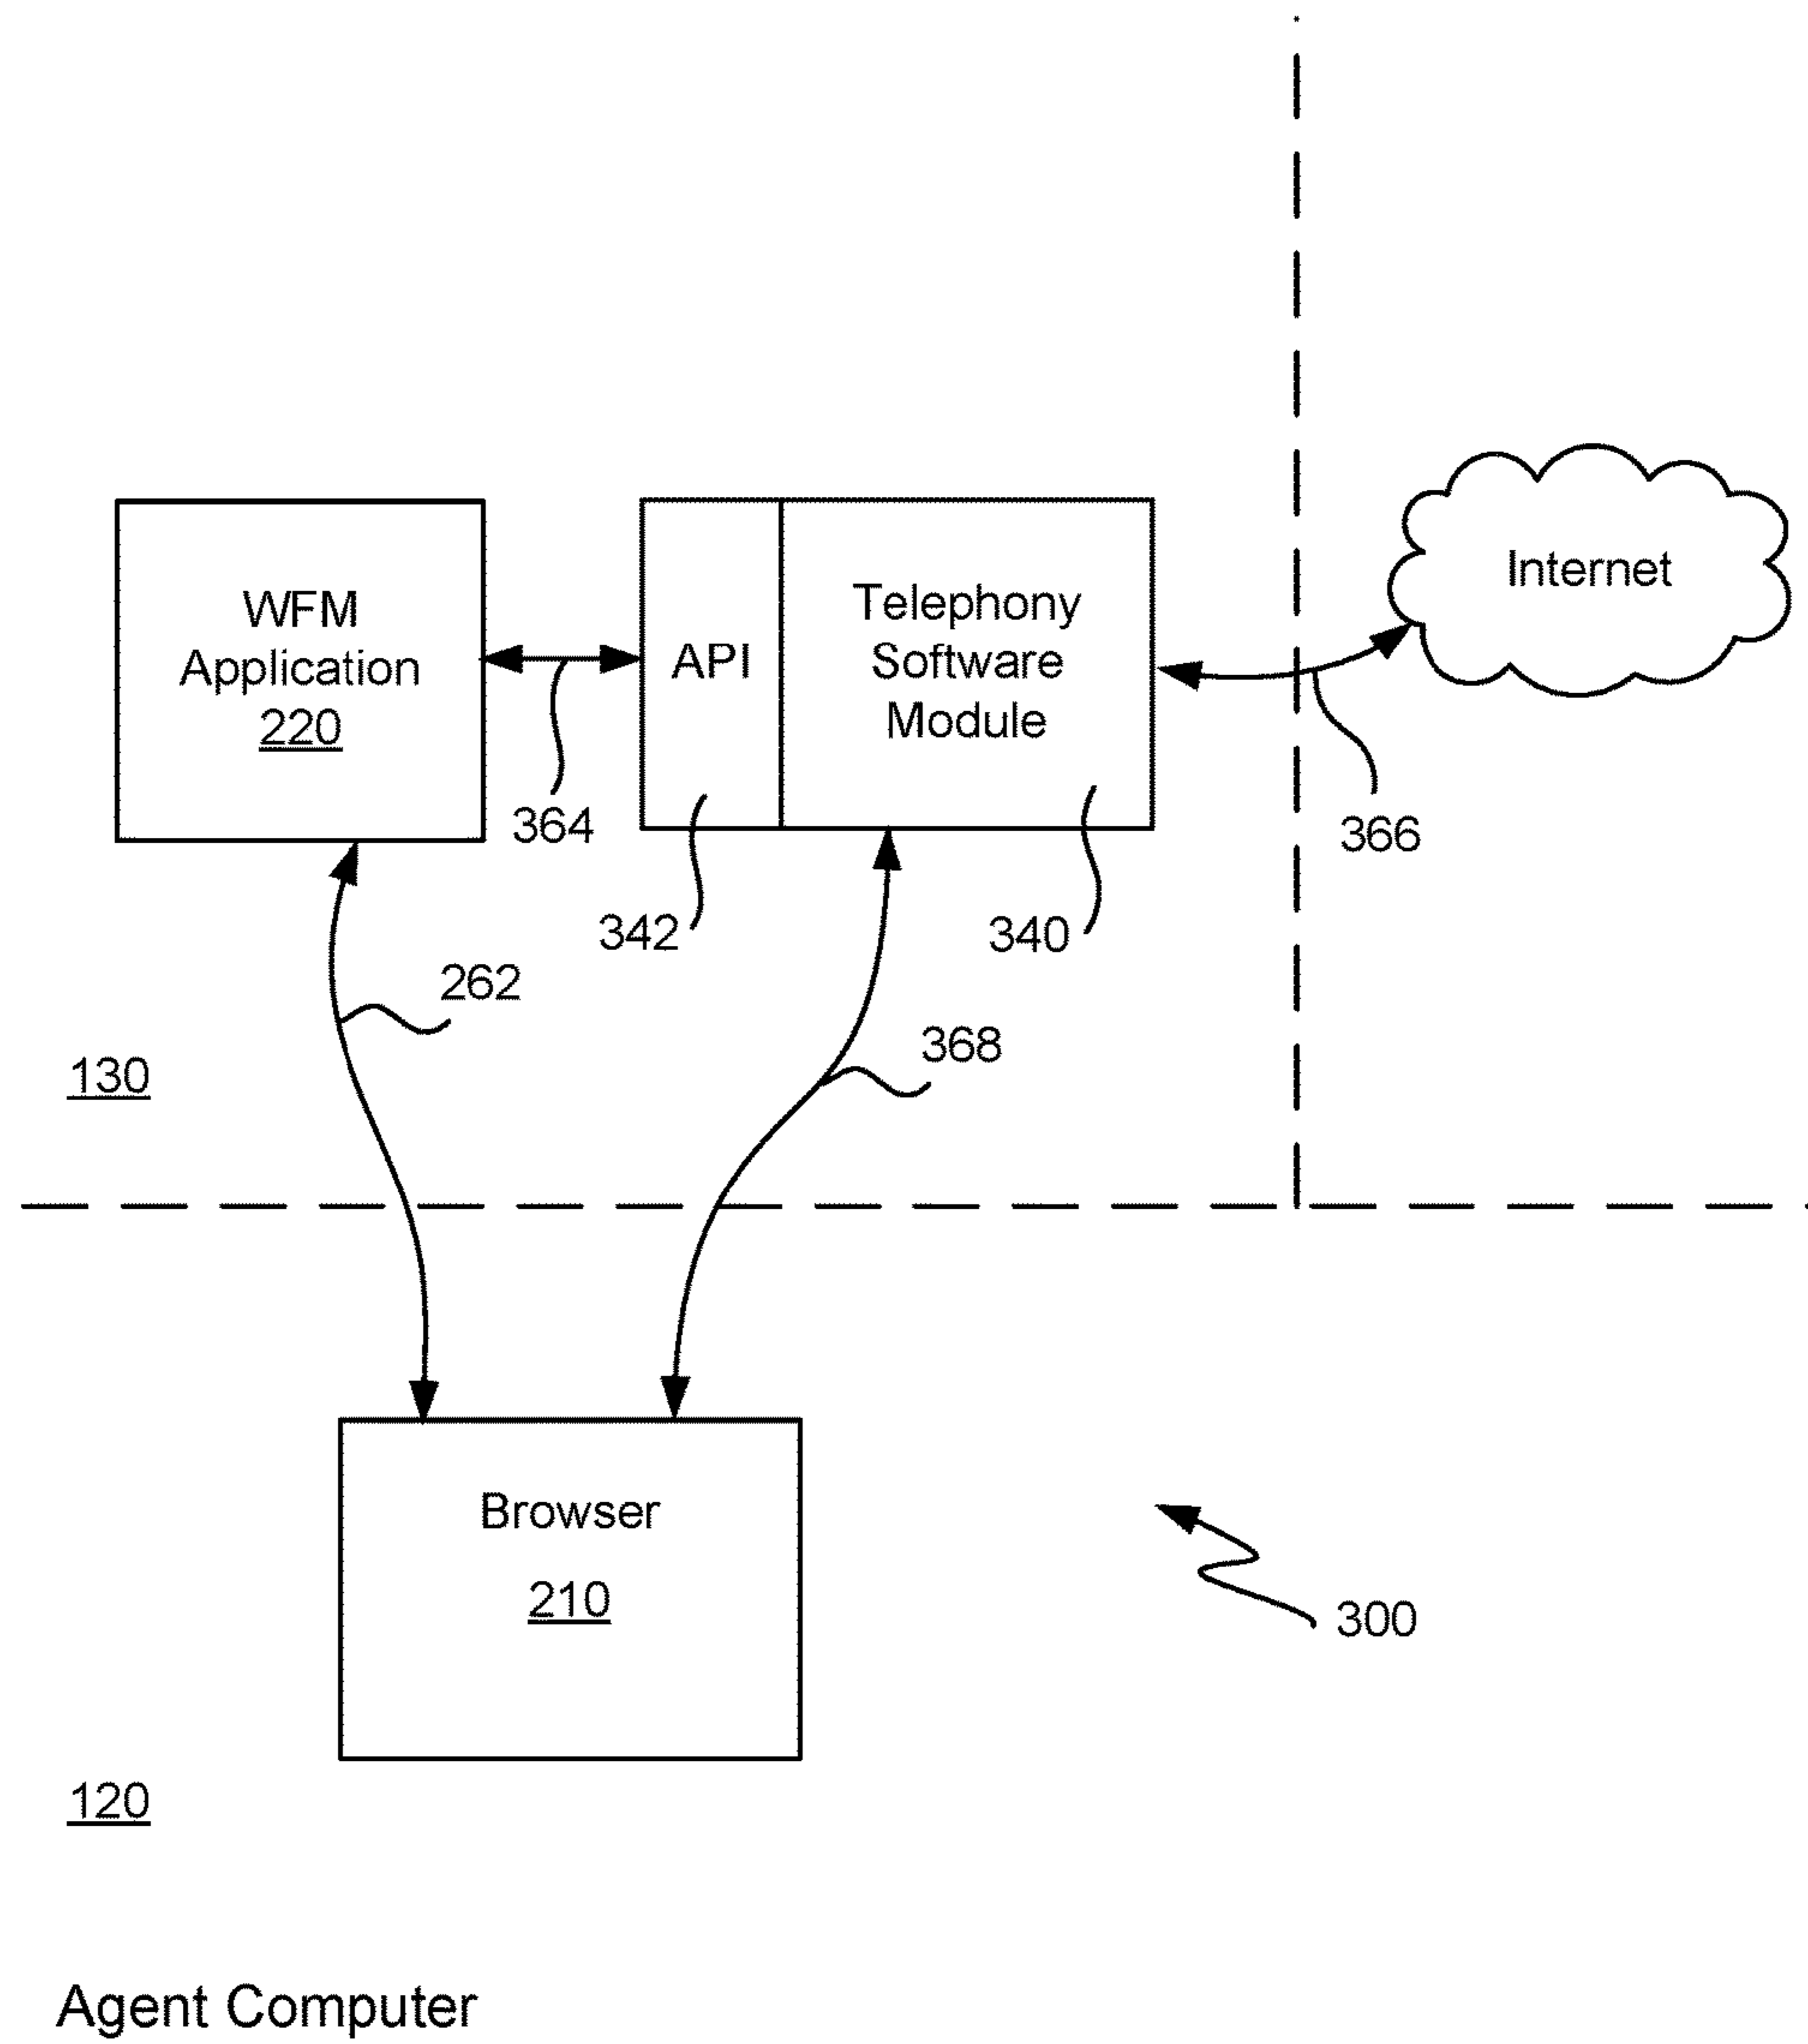 Internet
WFM
Application
220
API
Telephony
Software
Module
364
366
342
340
262
368
130
Browser
210
300
120
Agent Computer